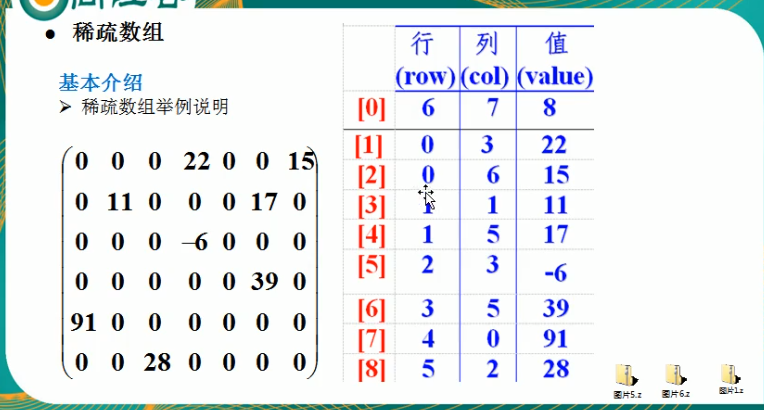 稀疏数组
基本介绍
稀疏数组举例说明
0 0 0 22 0 0 15
0 11 0 0 0 17 0
0 0 0 –6 0 0 0
0 0 0 0 0 39 0
91 0 0 0 0 0 0
0 0 28 0 0 0 0
行 列 值
(row) (col) (value)
[0] 6 7 8
[1] 0 3 22
[2] 0 6 15
[3] 1 1 11
[4] 1 5 17
[5] 2 3 -6
[6] 3 5 39
[7] 4 0 91
[8] 5 2 28
图片5.z 图片6.z 图片1.z